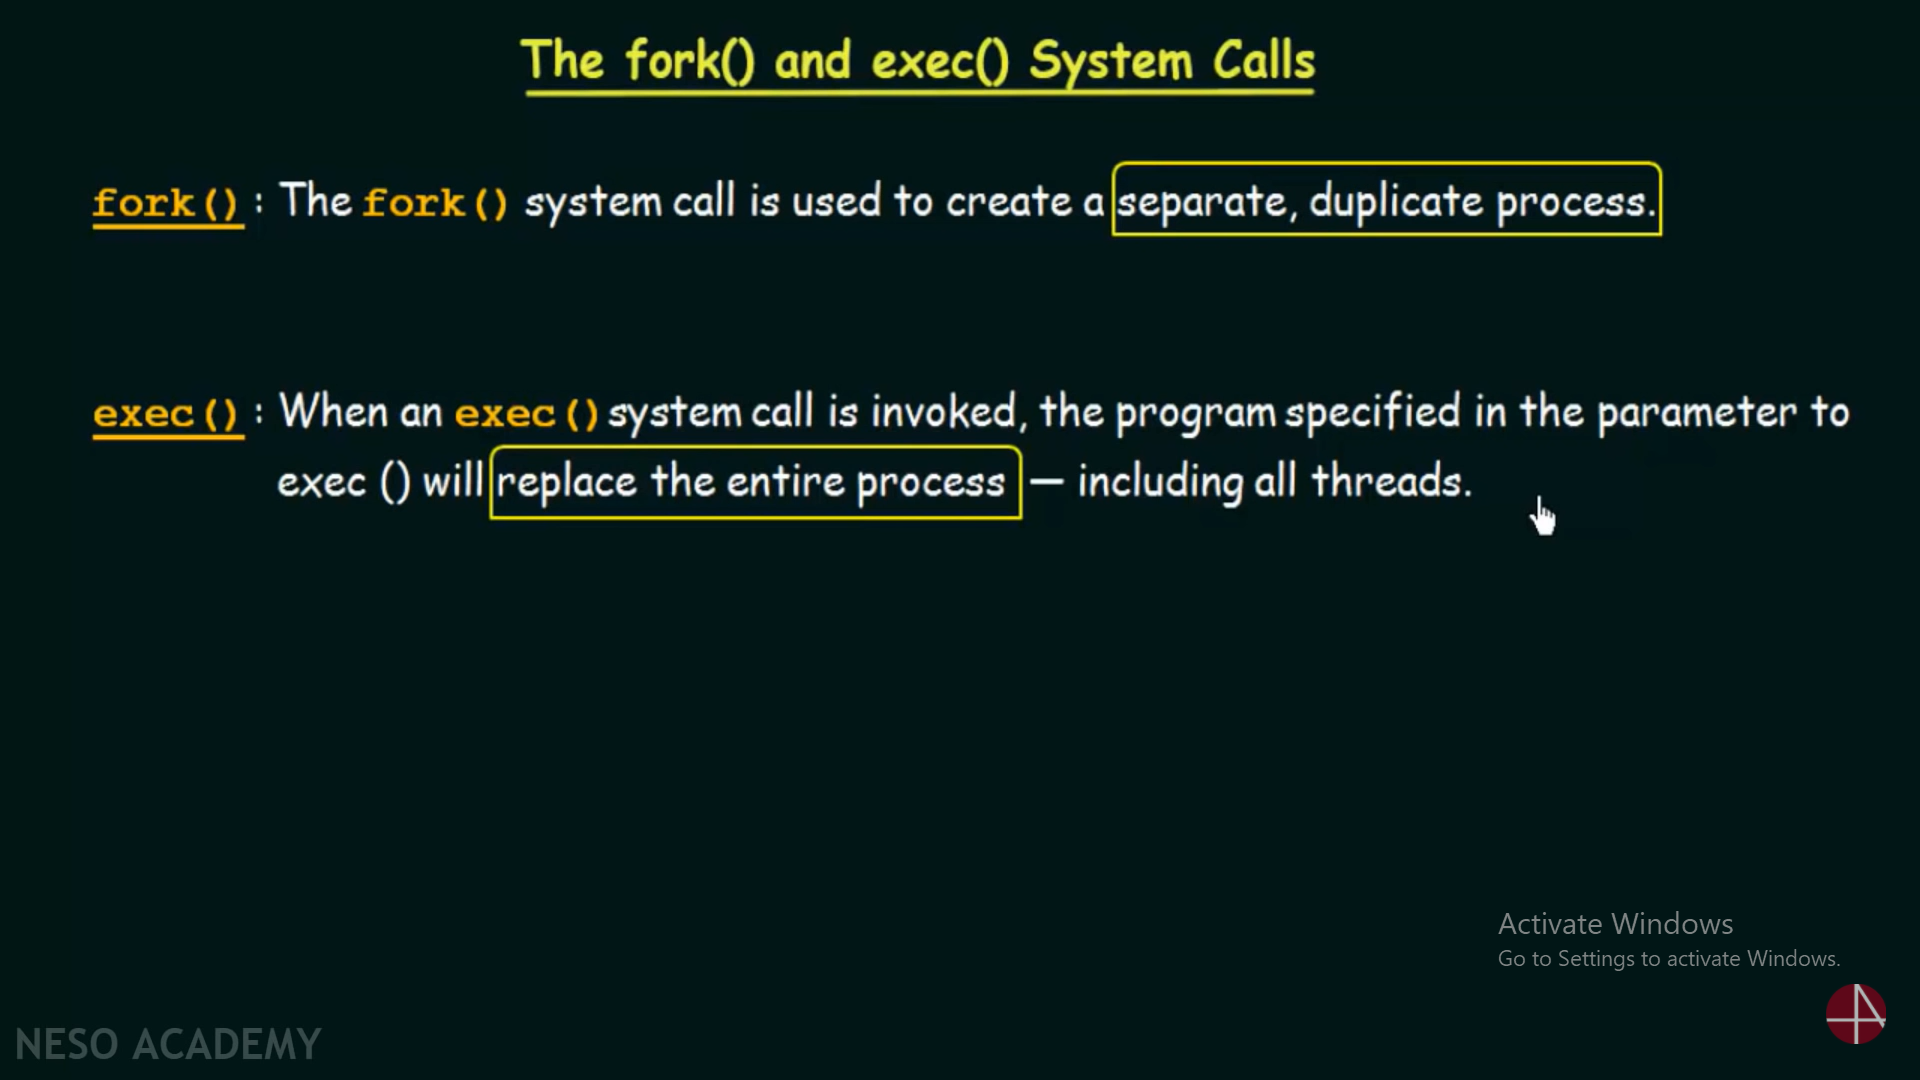 The fork() and exec() System Calls
fork() : The fork() system call is used to create a separate, duplicate process.
exec() : When an exec() system call is invoked, the program specified in the parameter to
exec () will replace the entire process — including all threads.
Activate Windows
Go to Settings to activate Windows.
NESO ACADEMY